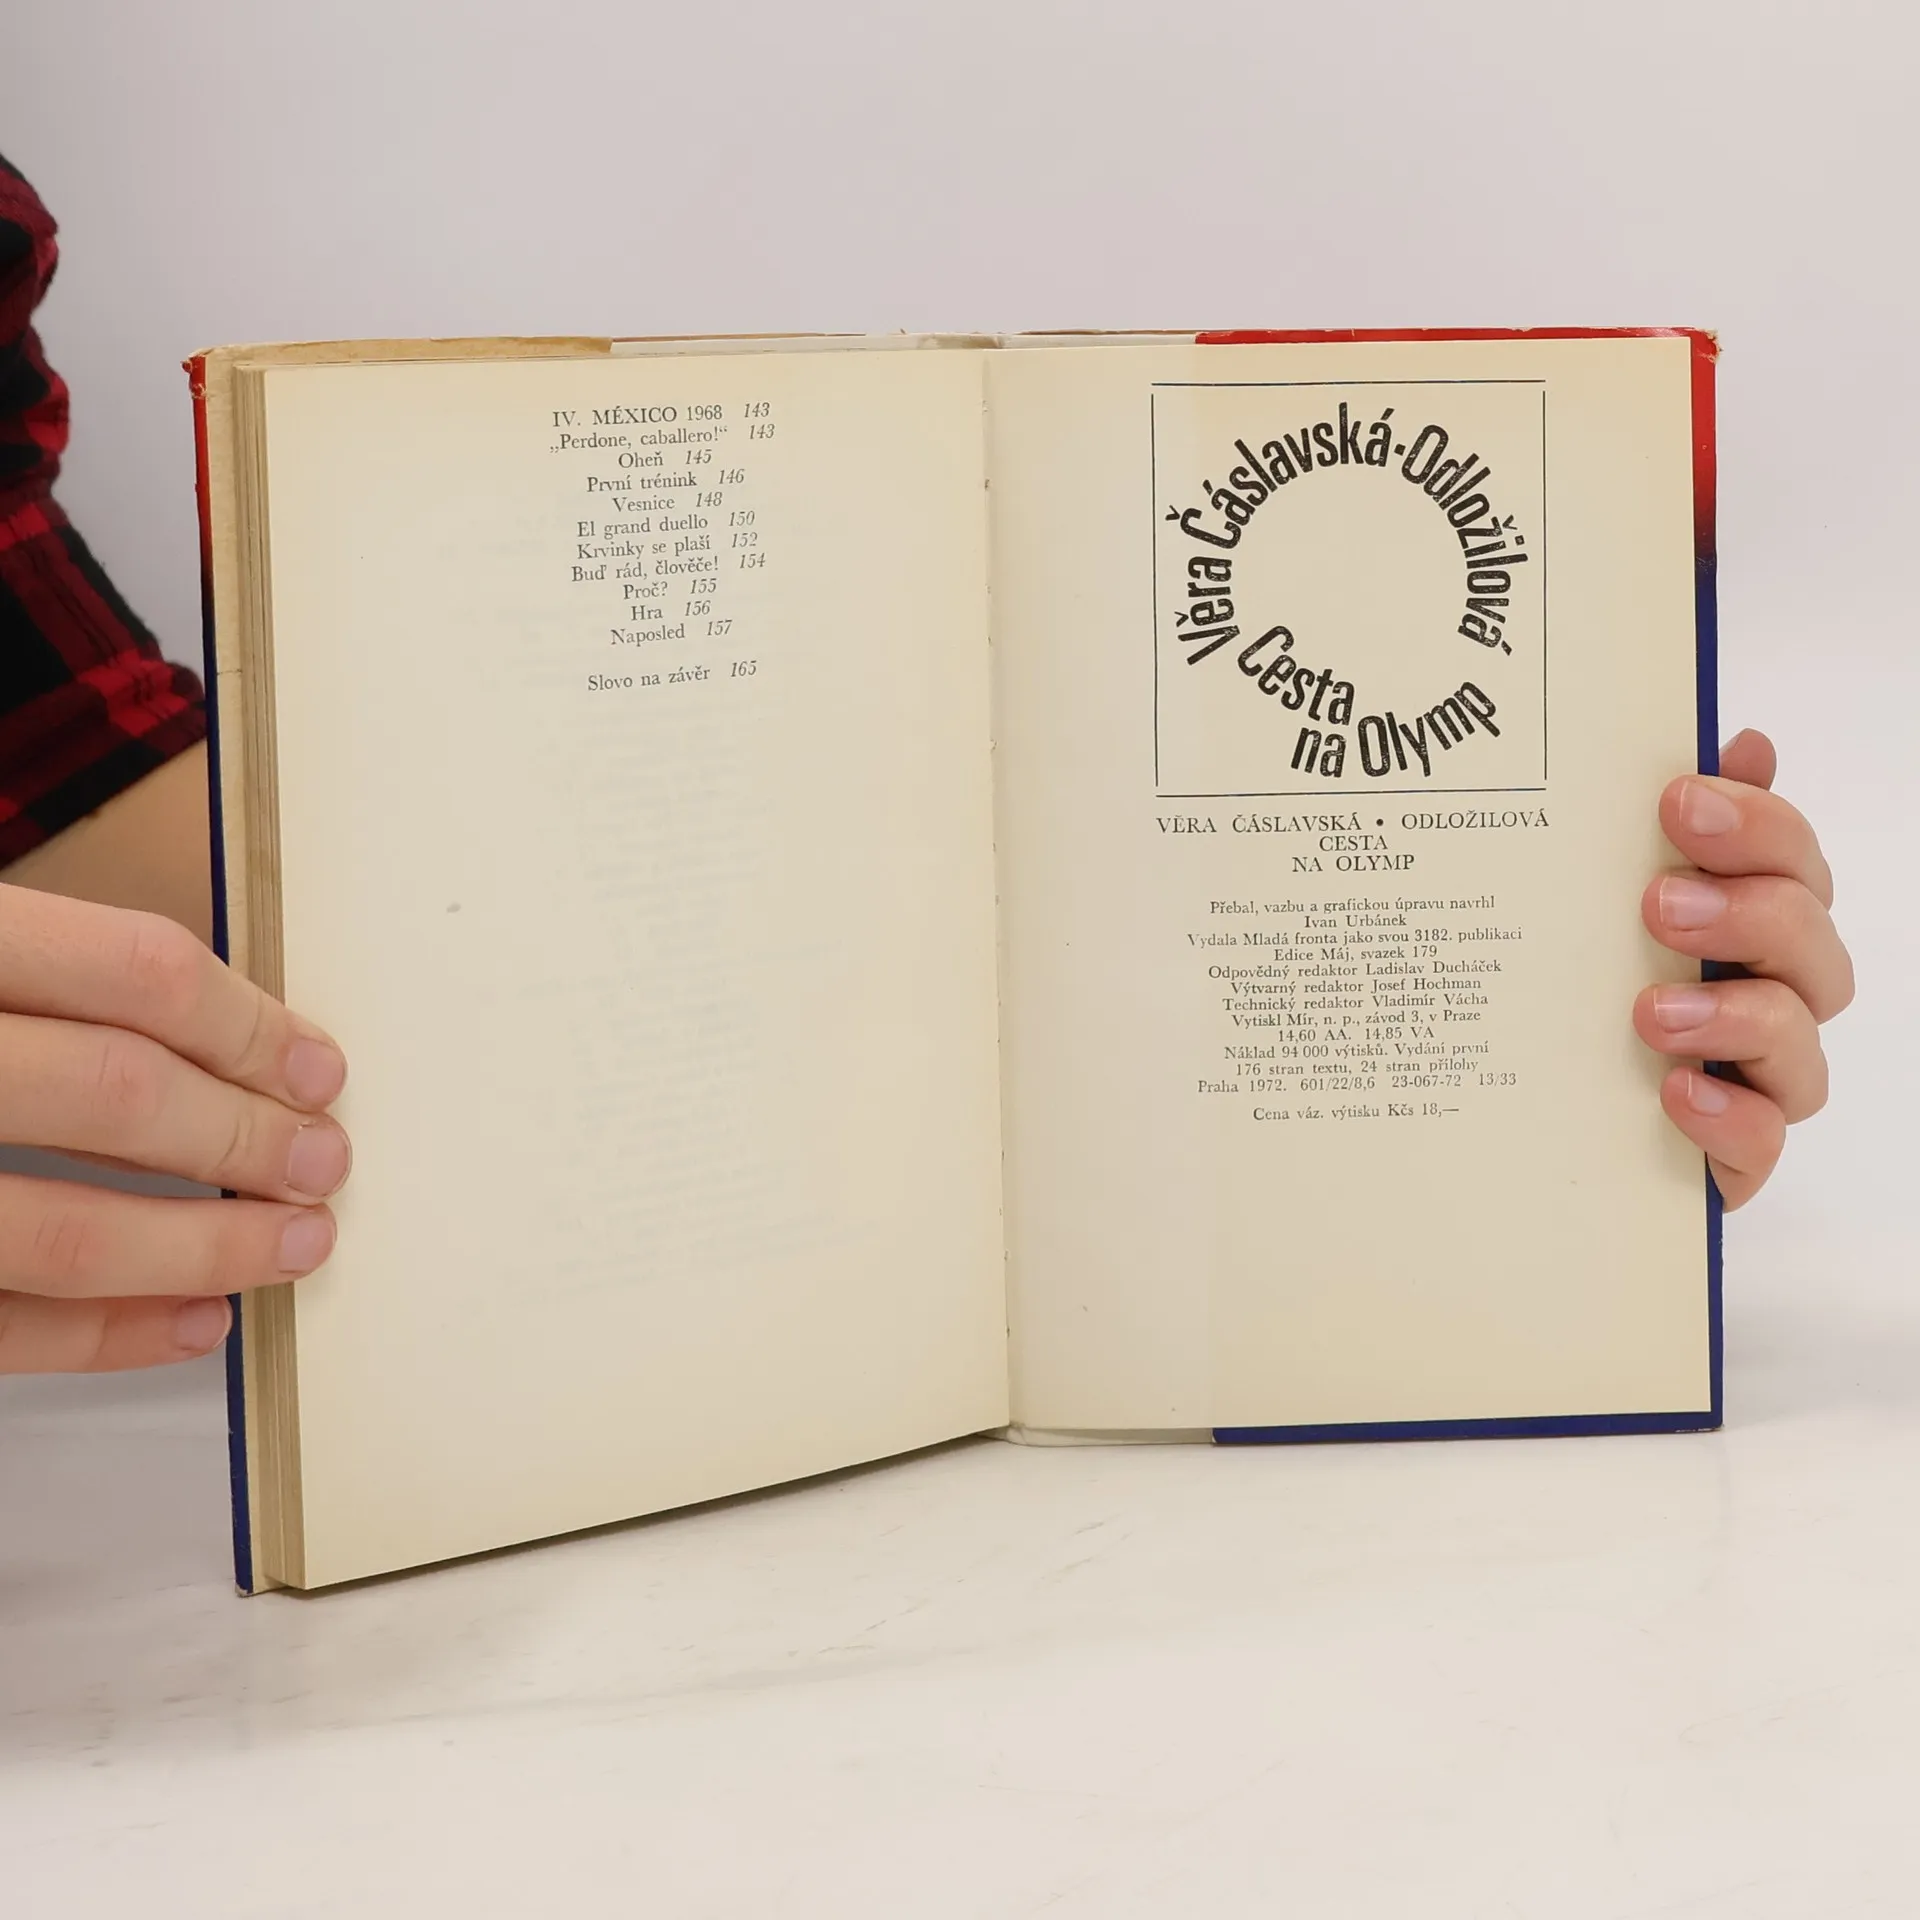 IV. MÉXICO 1968 143
„Perdone, caballero!“ 143
Oheň 145
První trénink 146
Vesnice 148
El grand duello 150
Krvinky se plaší 152
Buď rád, člověče! 154
Proč? 155
Hra 156
Naposled 157
Slovo na závěr 165
Věra Čáslavská-Odložilová
Cesta
na Olymp
VĚRA ČÁSLAVSKÁ • ODLOŽILOVÁ
CESTA
NA OLYMP
Přebal, vazbu a grafickou úpravu navrhl
Ivan Urbánek
Vydala Mladá fronta jako svou 3182. publikaci
Edice Máj, svazek 179
Odpovědný redaktor Ladislav Ducháček
Výtvarný redaktor Josef Hochman
Technický redaktor Vladimír Vácha
Vytiskl Mír, n. p., závod 3, v Praze
14,60 AA. 14,85 VA
Náklad 94 000 výtisků. Vydání první
176 stran textu, 24 stran přílohy
Praha 1972. 601/22/8,6 23-067-72 13/33
Cena váz. výtisku Kčs 18,—